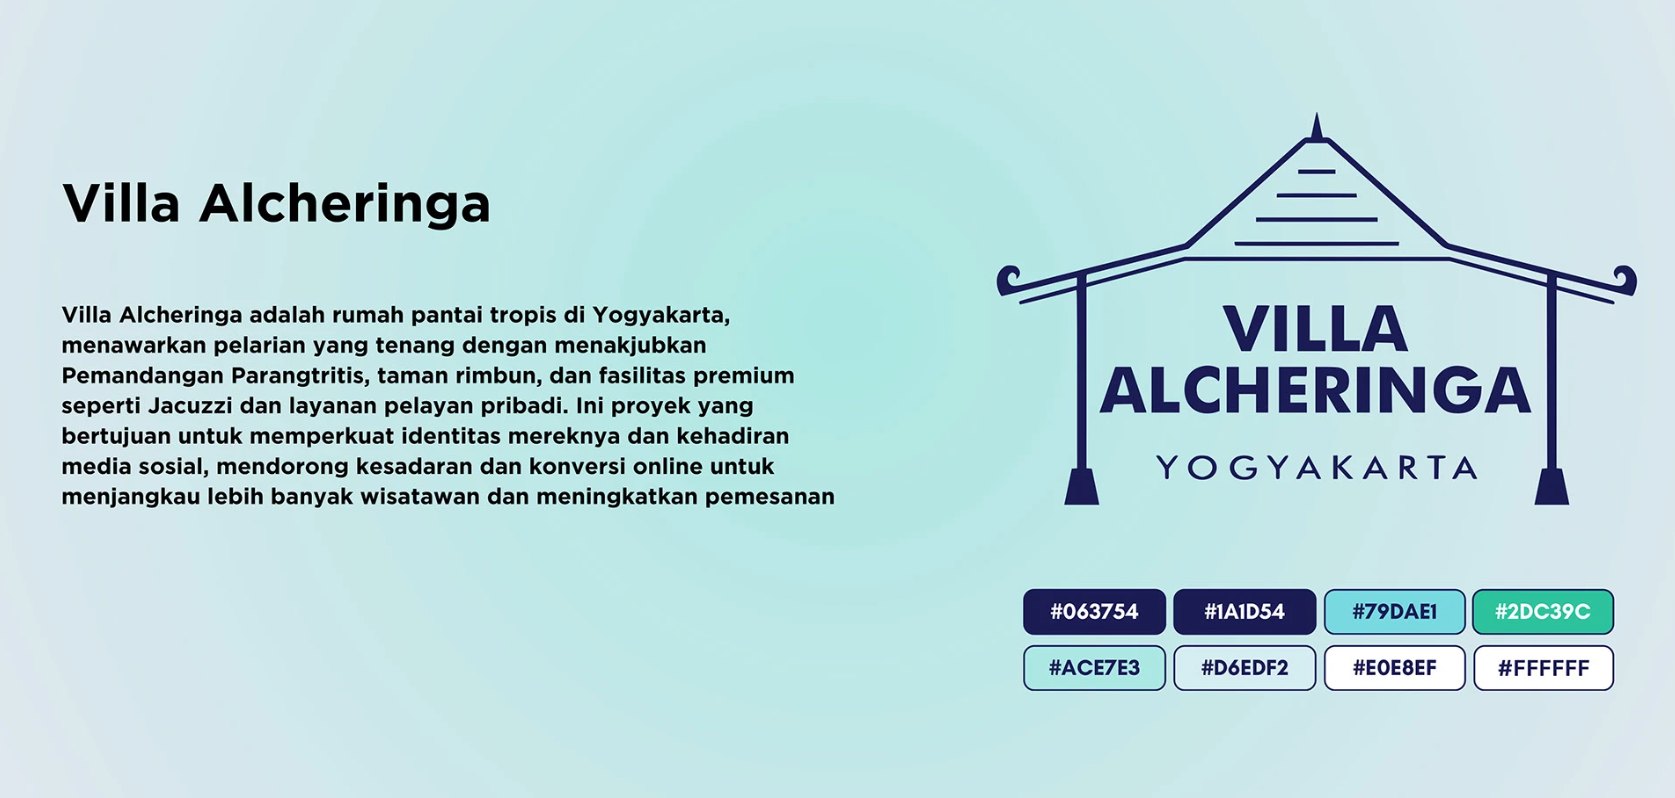 Villa Alcheringa
Villa Alcheringa adalah rumah pantai tropis di Yogyakarta,
menawarkan pelarian yang tenang dengan menakjubkan
Pemandangan Parangtritis, taman rimbun, dan fasilitas premium
seperti Jacuzzi dan layanan pelayan pribadi. Ini proyek yang
bertujuan untuk memperkuat identitas mereknya dan kehadiran
media sosial, mendorong kesadaran dan konversi online untuk
menjangkau lebih banyak wisatawan dan meningkatkan pemesanan
VILLA
ALCHERINGA
YOGYAKARTA
#063754 #1A1D54 #79DAE1 #2DC39C
#ACE7E3 #D6EDF2 #E0E8EF #FFFFFF